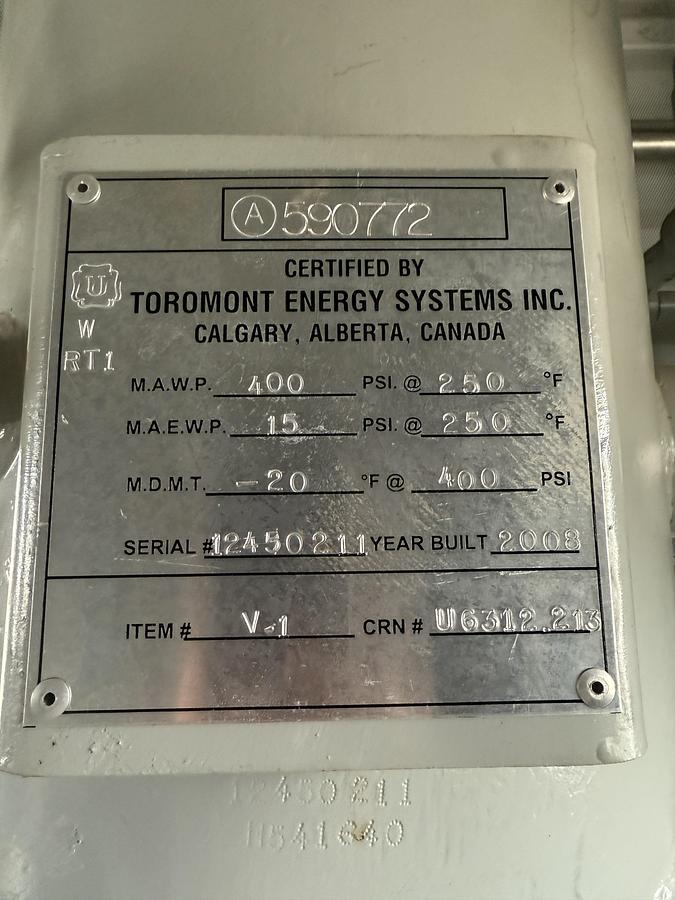 Ⓐ590772
CERTIFIED BY
U
TOROMONT ENERGY SYSTEMS INC.
W
CALGARY, ALBERTA, CANADA
RT1
M.A.W.P. 400 PSI. @ 250 °F
M.A.E.W.P. 15 PSI. @ 250 °F
M.D.M.T. -20 °F @ 400 PSI
SERIAL #12450211 YEAR BUILT 2008
ITEM # V-1 CRN # U6312.213
12450211